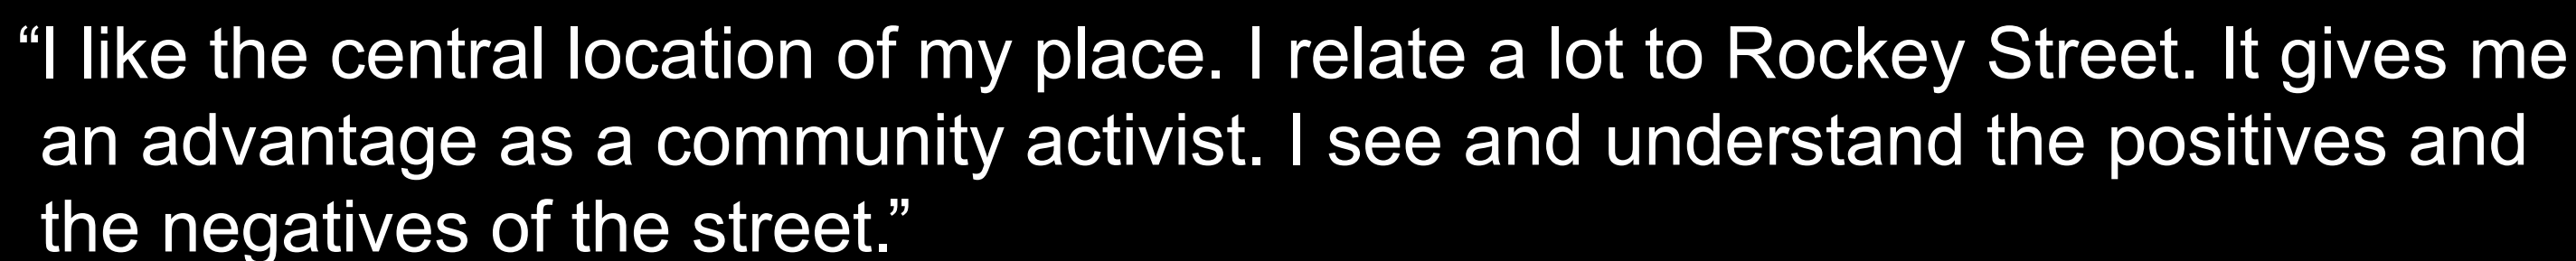 “I like the central location of my place. I relate a lot to Rockey Street. It gives me
an advantage as a community activist. I see and understand the positives and
the negatives of the street.”